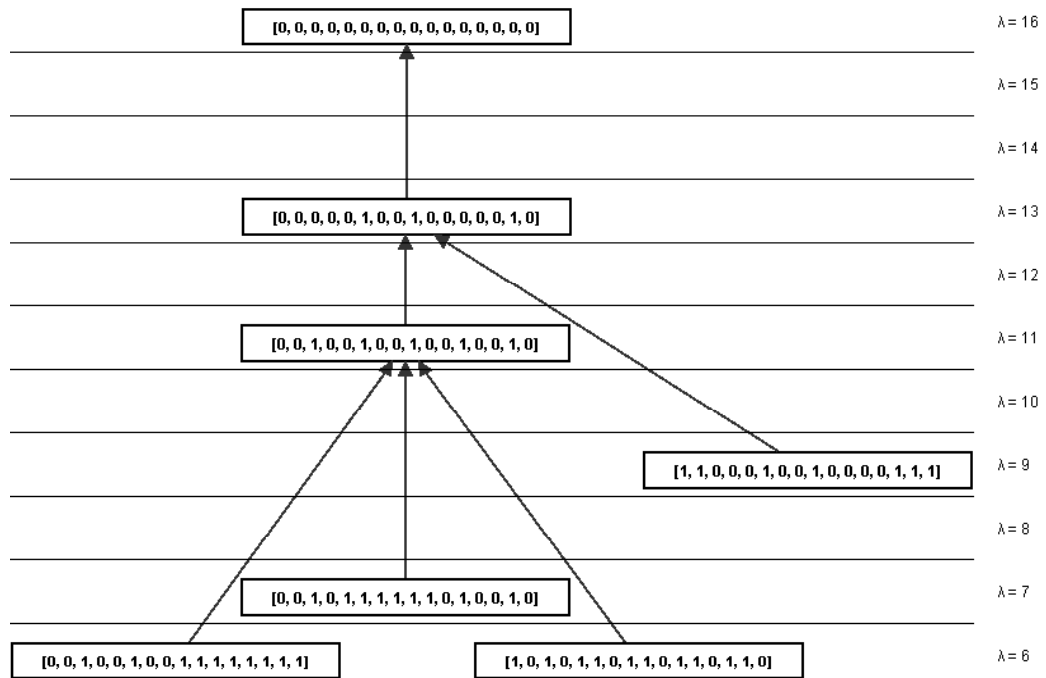 [0, 0, 0, 0, 0, 0, 0, 0, 0, 0, 0, 0, 0, 0, 0, 0] λ = 16
λ = 15
λ = 14
[0, 0, 0, 0, 0, 1, 0, 0, 1, 0, 0, 0, 0, 0, 1, 0] λ = 13
λ = 12
[0, 0, 1, 0, 0, 1, 0, 0, 1, 0, 0, 1, 0, 0, 1, 0] λ = 11
λ = 10
[1, 1, 0, 0, 0, 1, 0, 0, 1, 0, 0, 0, 0, 1, 1, 1] λ = 9
λ = 8
[0, 0, 1, 0, 1, 1, 1, 1, 1, 1, 0, 1, 0, 0, 1, 0] λ = 7
[0, 0, 1, 0, 0, 1, 0, 0, 1, 1, 1, 1, 1, 1, 1, 1] [1, 0, 1, 0, 1, 1, 0, 1, 1, 0, 1, 1, 0, 1, 1, 0] λ = 6